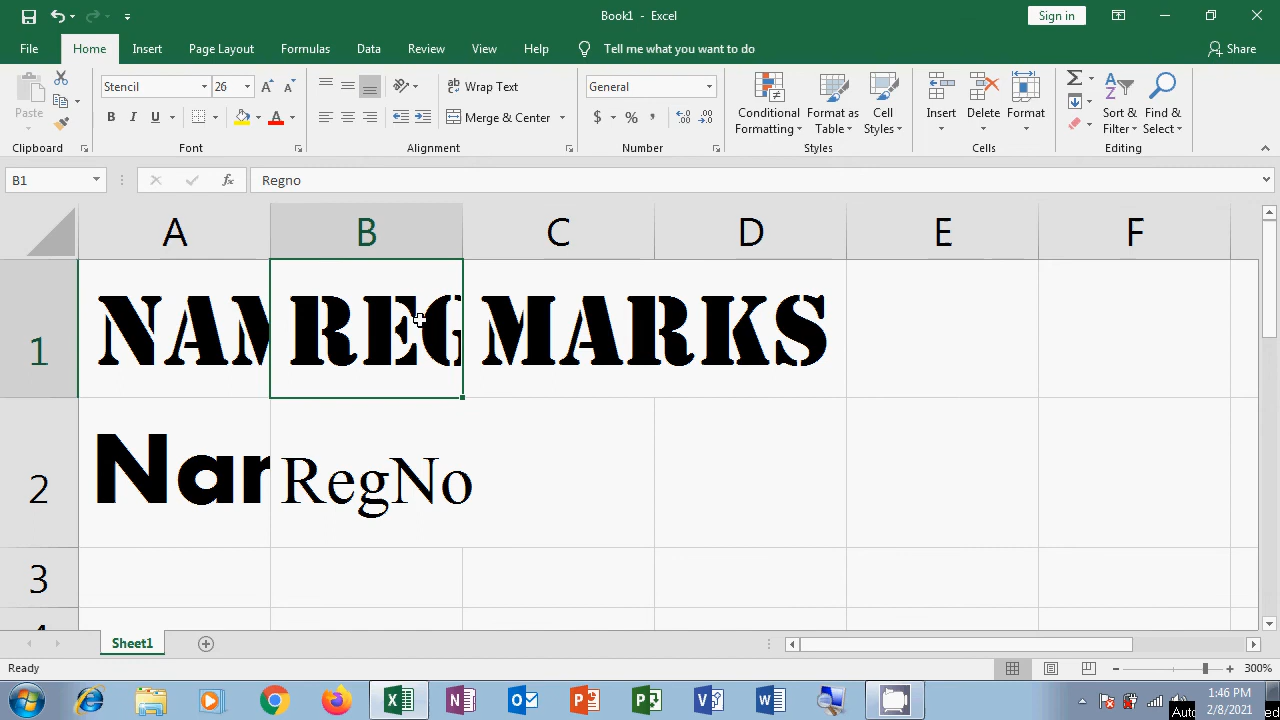 Book1 - Excel
Sign in
File Home Insert Page Layout Formulas Data Review View Help Tell me what you want to do Share
Paste
Stencil 26
B I U
Wrap Text
Merge & Center
General
$ % ,
Conditional Formatting
Format as Table
Cell Styles
Insert Delete Format
Sort & Filter
Find & Select
Clipboard Font Alignment Number Styles Cells Editing
B1 fx Regno
A B C D E F
1 NAM REG MARKS
2 Nar RegNo
3
4
Sheet1
Ready 300%
1:46 PM
2/8/2021